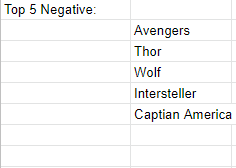 Top 5 Negative:
Avengers
Thor
Wolf
Intersteller
Captian America